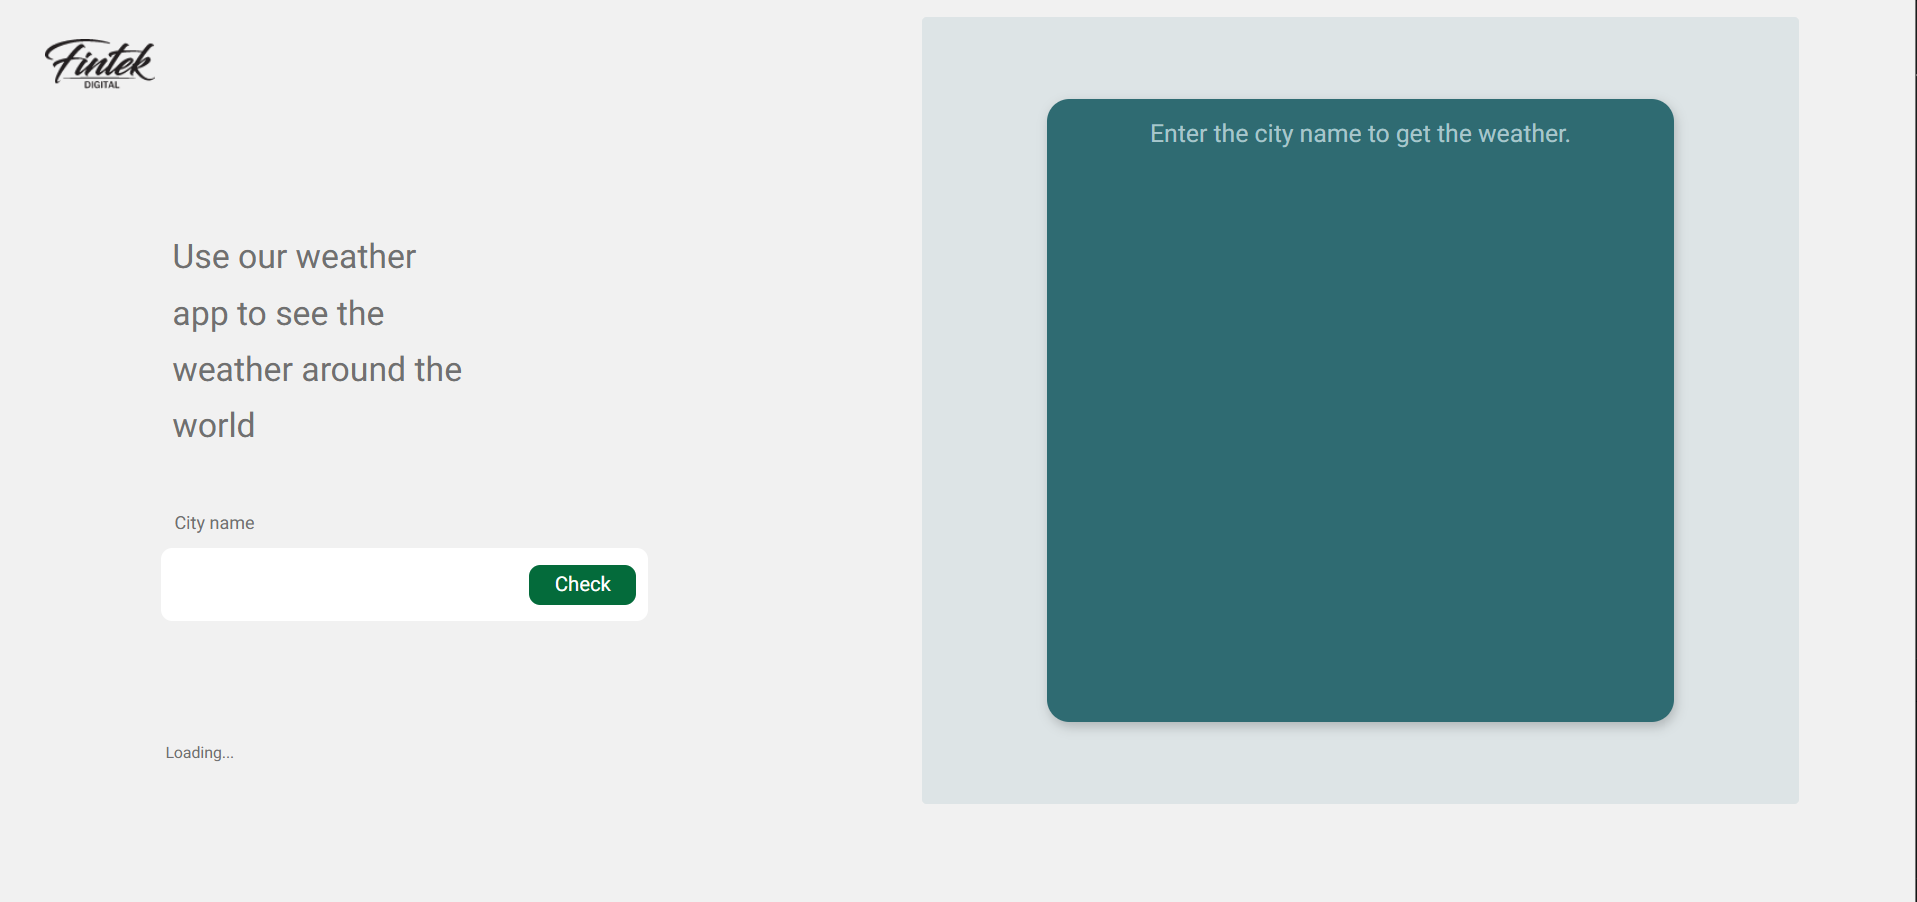 Fintek
DIGITAL
Use our weather
app to see the
weather around the
world
City name
Check
Loading...
Enter the city name to get the weather.